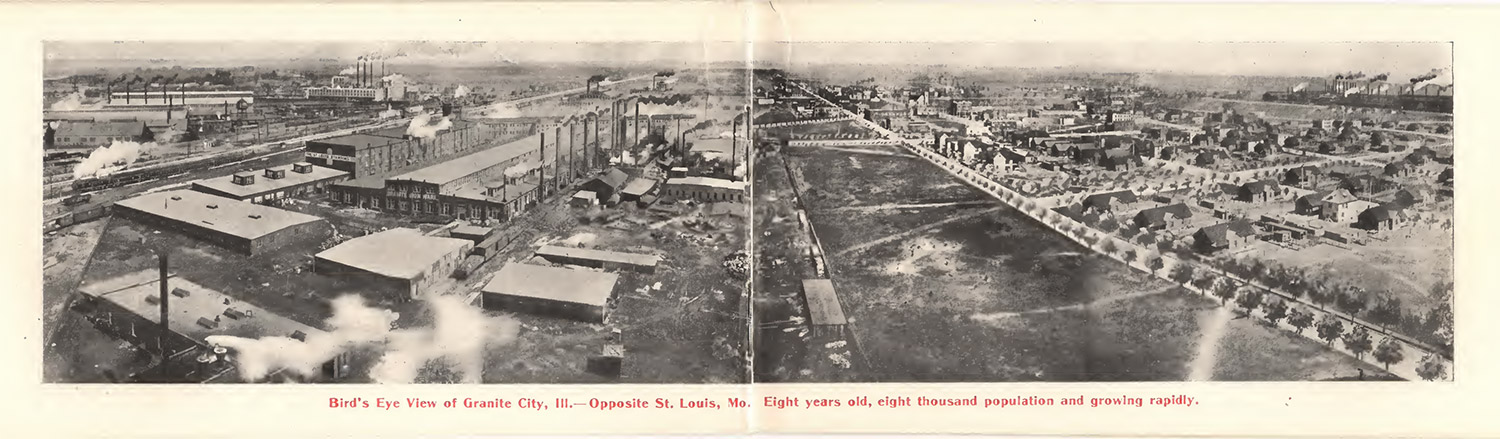 Bird's Eye View of Granite City, Ill.—Opposite St. Louis, Mo. Eight years old, eight thousand population and growing rapidly.